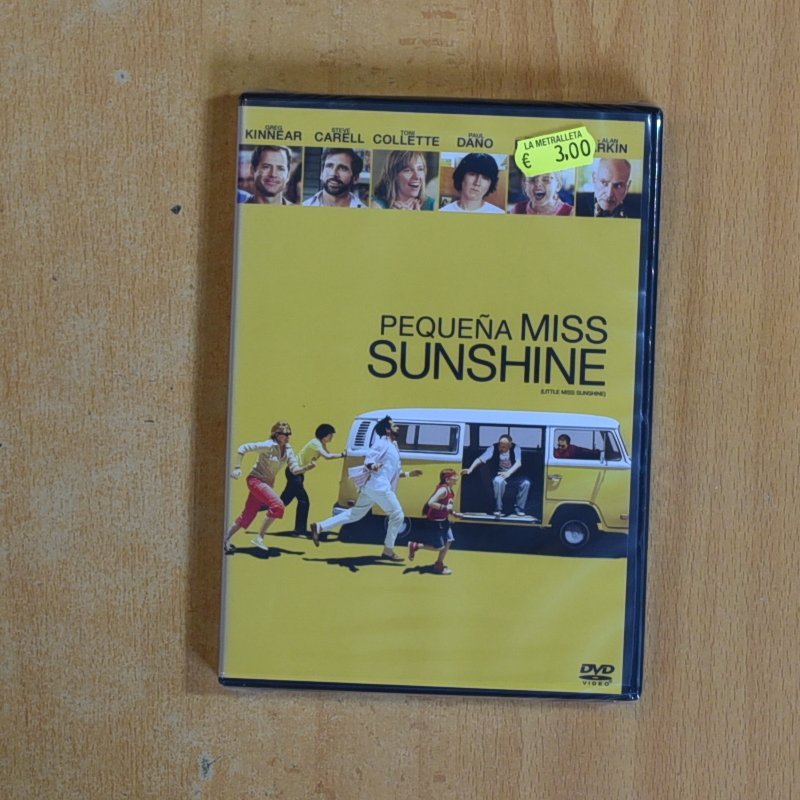 GREG
KINNEAR
STEVE
CARELL
TONI
COLLETTE
PAUL
DANO
ALAN
LA METRALLETA
€ 3,00
PEQUEÑA MISS
SUNSHINE
(LITTLE MISS SUNSHINE)
DVD
VIDEO